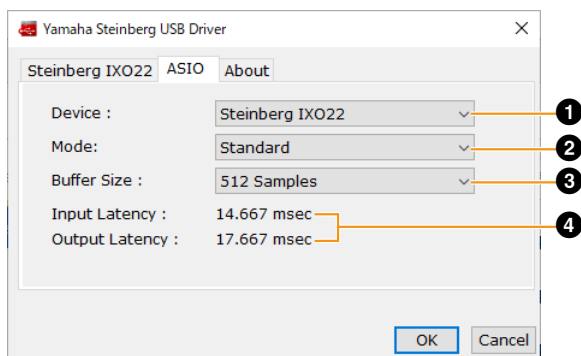 Yamaha Steinberg USB Driver
Steinberg IXO22 ASIO About
Device : Steinberg IXO22 1
Mode: Standard 2
Buffer Size : 512 Samples 3
Input Latency : 14.667 msec
4
Output Latency : 17.667 msec
OK Cancel